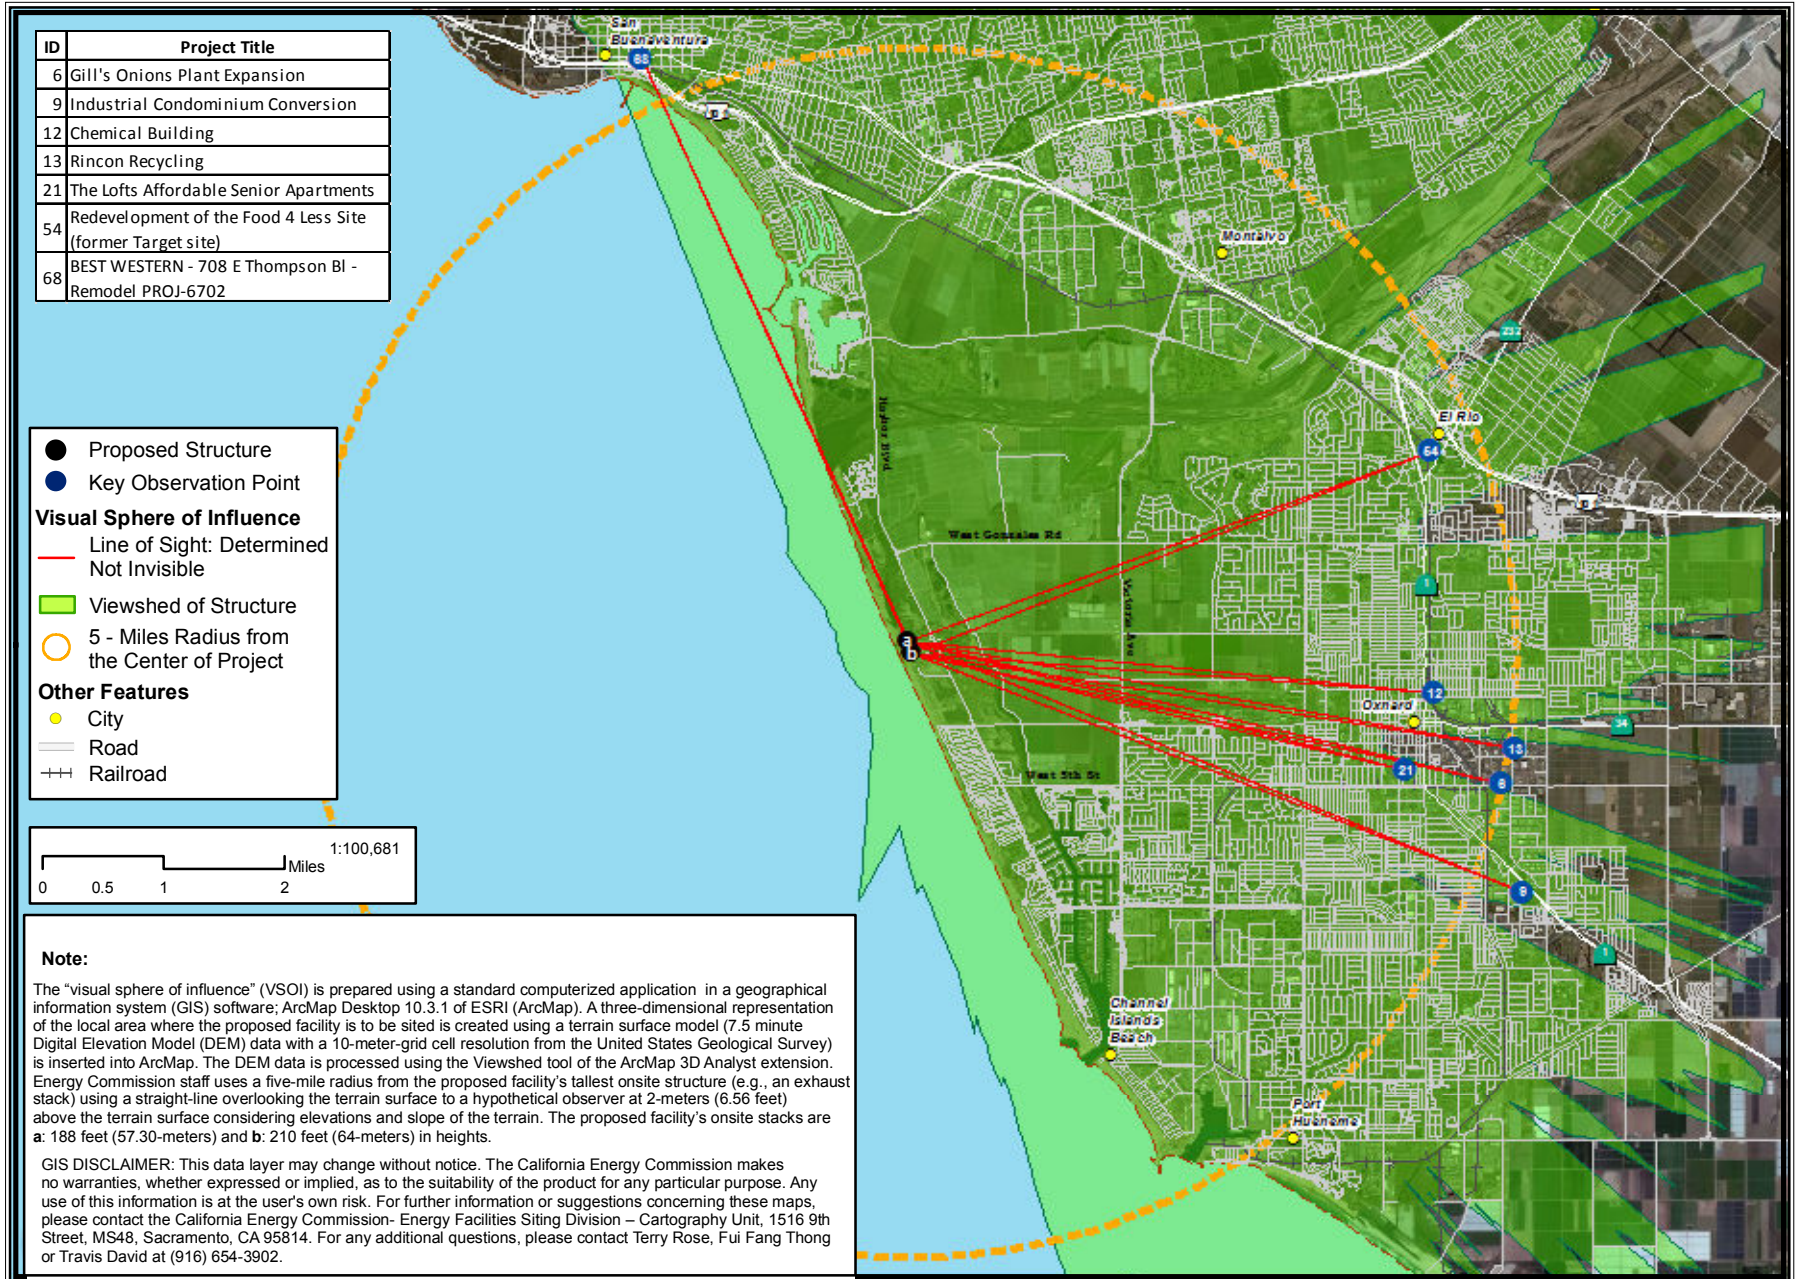 ID Project Title
6 Gill's Onions Plant Expansion
9 Industrial Condominium Conversion
12 Chemical Building
13 Rincon Recycling
21 The Lofts Affordable Senior Apartments
54 Redevelopment of the Food 4 Less Site
(former Target site)
68 BEST WESTERN - 708 E Thompson Bl -
Remodel PROJ-6702
San
Buenaventura
68
Montalvo
232
El Rio
54
Harbor Blvd
West Gonzales Rd
Victoria Ave
1
a
b
12
Oxnard
34
13
21
6
West 5th St
9
1
Channel
Islands
Beach
Port
Hueneme
Proposed Structure
Key Observation Point
Visual Sphere of Influence
Line of Sight: Determined
Not Invisible
Viewshed of Structure
5 - Miles Radius from
the Center of Project
Other Features
City
Road
Railroad
1:100,681
Miles
0 0.5 1 2
Note:
The “visual sphere of influence” (VSOI) is prepared using a standard computerized application in a geographical
information system (GIS) software; ArcMap Desktop 10.3.1 of ESRI (ArcMap). A three-dimensional representation
of the local area where the proposed facility is to be sited is created using a terrain surface model (7.5 minute
Digital Elevation Model (DEM) data with a 10-meter-grid cell resolution from the United States Geological Survey)
is inserted into ArcMap. The DEM data is processed using the Viewshed tool of the ArcMap 3D Analyst extension.
Energy Commission staff uses a five-mile radius from the proposed facility’s tallest onsite structure (e.g., an exhaust
stack) using a straight-line overlooking the terrain surface to a hypothetical observer at 2-meters (6.56 feet)
above the terrain surface considering elevations and slope of the terrain. The proposed facility’s onsite stacks are
a: 188 feet (57.30-meters) and b: 210 feet (64-meters) in heights.
GIS DISCLAIMER: This data layer may change without notice. The California Energy Commission makes
no warranties, whether expressed or implied, as to the suitability of the product for any particular purpose. Any
use of this information is at the user's own risk. For further information or suggestions concerning these maps,
please contact the California Energy Commission- Energy Facilities Siting Division – Cartography Unit, 1516 9th
Street, MS48, Sacramento, CA 95814. For any additional questions, please contact Terry Rose, Fui Fang Thong
or Travis David at (916) 654-3902.